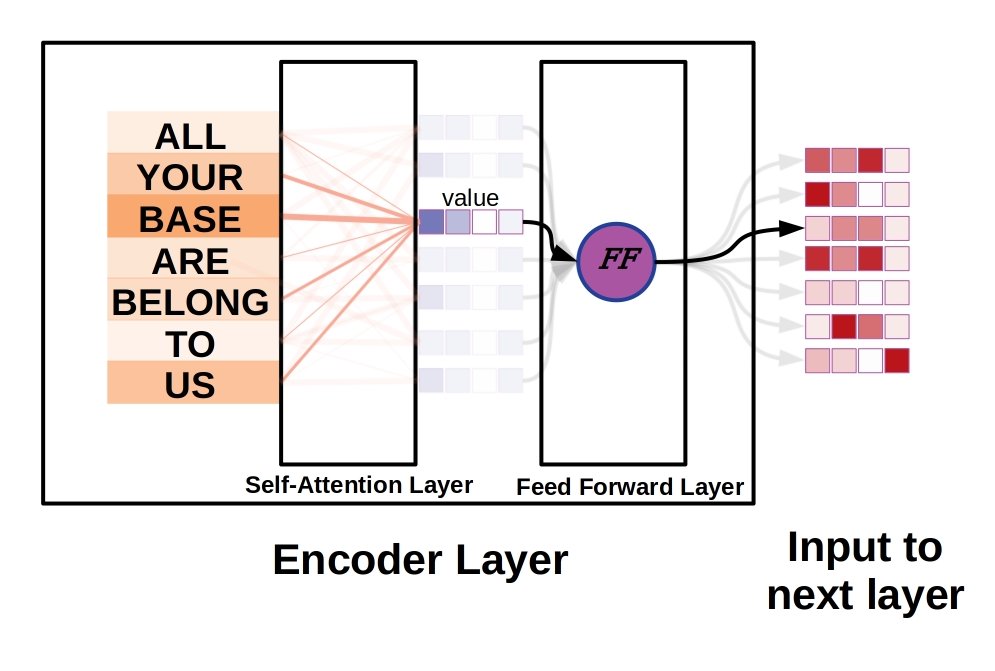 ALL
YOUR
BASE
ARE
BELONG
TO
US
value
FF
Self-Attention Layer
Feed Forward Layer
Encoder Layer
Input to
next layer